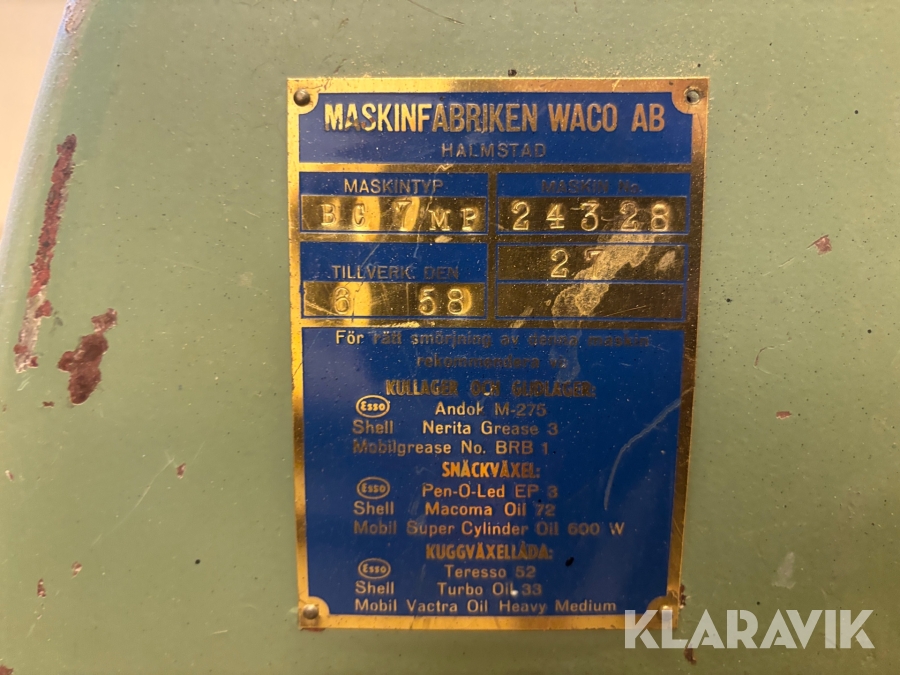 MASKINFABRIKEN WACO AB
HALMSTAD
MASKINTYP
BC 7 MP
MASKIN No.
24328
27
TILLVERK. DEN
6 58
För rätt smörjning av denna maskin
rekommendera vi:
KULLAGER OCH GLIDLAGER:
Esso Andok M-275
Shell Nerita Grease 3
Mobilgrease No. BRB 1
SNÄCKVÄXEL:
Esso Pen-O-Led EP 3
Shell Macoma Oil 72
Mobil Super Cylinder Oil 600 W
KUGGVÄXELLÅDA:
Esso Teresso 52
Shell Turbo Oil 33
Mobil Vactra Oil Heavy Medium
KLARAVIK